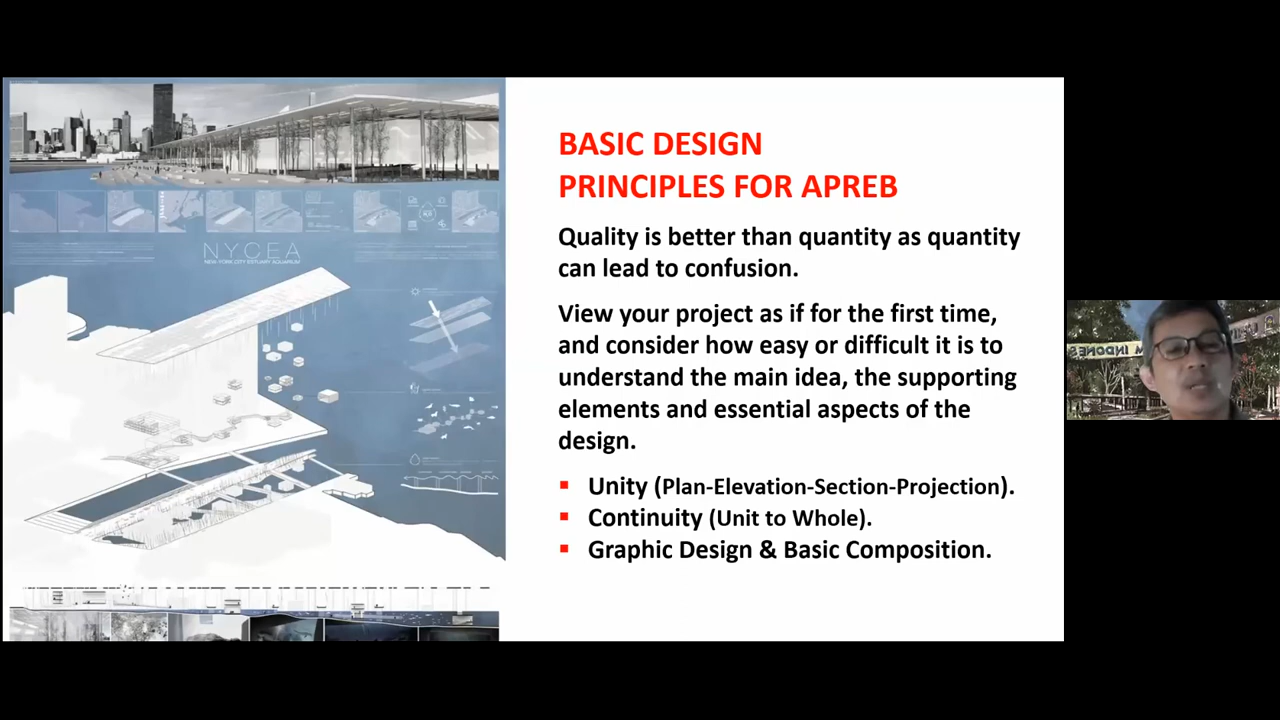 NYCEA
NEW YORK CITY ESTUARY AQUARIUM
BASIC DESIGN
PRINCIPLES FOR APREB
Quality is better than quantity as quantity
can lead to confusion.
View your project as if for the first time,
and consider how easy or difficult it is to
understand the main idea, the supporting
elements and essential aspects of the
design.
▪ Unity (Plan-Elevation-Section-Projection).
▪ Continuity (Unit to Whole).
▪ Graphic Design & Basic Composition.